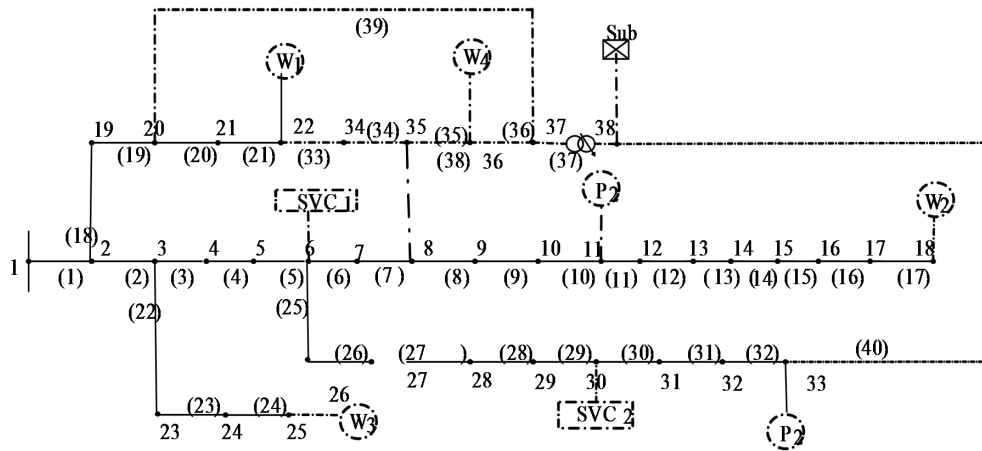 (39)
Sub
W1
W4
19 20 21 22 34 (34) 35 (35) (36) 37 38
(19) (20) (21) (33) (38) 36 (37)
P2
SVC 1
W2
(18)
1 2 3 4 5 6 7 8 9 10 11 12 13 14 15 16 17 18
(1) (2) (3) (4) (5) (6) (7) (8) (9) (10) (11) (12) (13) (14) (15) (16) (17)
(22) (25)
(26) (27 ) (28) (29) (30) (31) (32) (40)
27 28 29 30 31 32 33
26
(23) (24) W3 SVC 2
23 24 25
P2